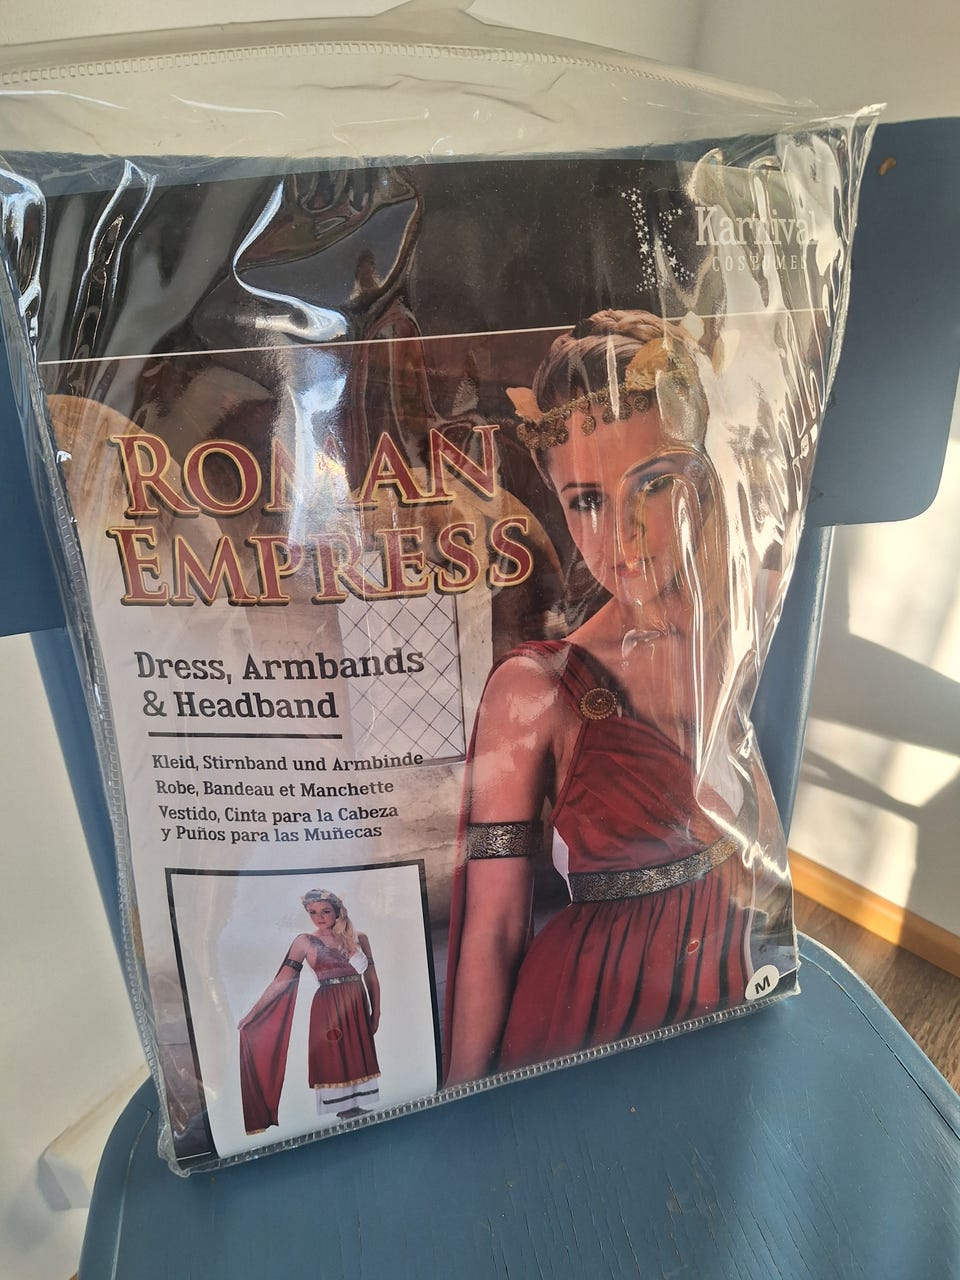 Karnival
COSTUMES
ROMAN
EMPRESS
Dress, Armbands
& Headband
Kleid, Stirnband und Armbinde
Robe, Bandeau et Manchette
Vestido, Cinta para la Cabeza
y Puños para las Muñecas
M